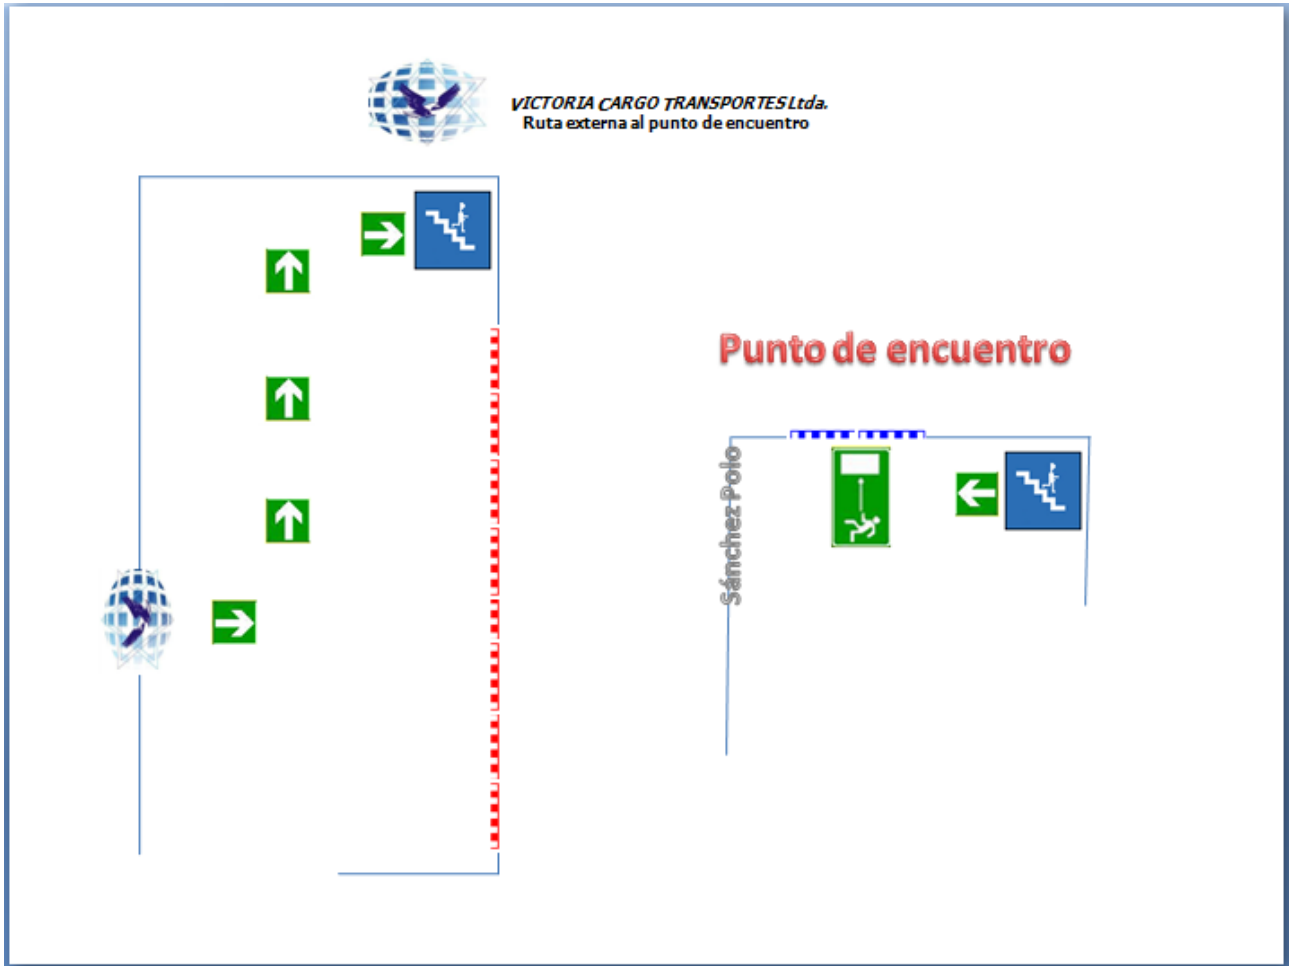 VICTORIA CARGO TRANSPORTES Ltda.
Ruta externa al punto de encuentro
Punto de encuentro
Sánchez Polo